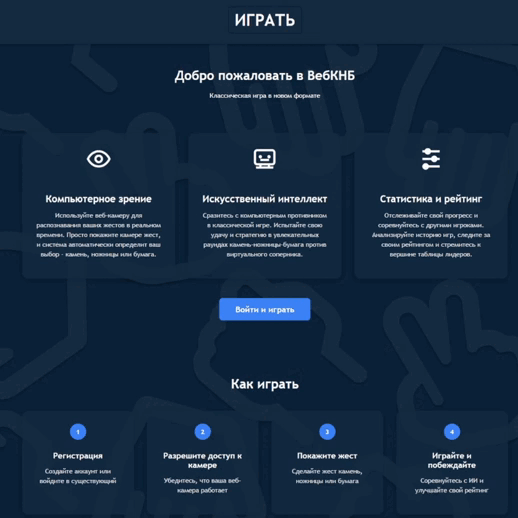 ИГРАТЬ
Добро пожаловать в ВебКНБ
Классическая игра в новом формате
Компьютерное зрение
Используйте веб-камеру для
распознавания ваших жестов в реальном
времени. Просто покажите камере жест,
и система автоматически определит ваш
выбор - камень, ножницы или бумага.
Искусственный интеллект
Сразитесь с компьютерным противником
в классической игре. Испытайте свою
удачу и стратегию в увлекательных
раундах камень-ножницы-бумага против
виртуального соперника.
Статистика и рейтинг
Отслеживайте свой прогресс и
соревнуйтесь с другими игроками.
Анализируйте историю игр, следите за
своим рейтингом и стремитесь к
вершине таблицы лидеров.
Войти и играть
Как играть
1
Регистрация
Создайте аккаунт или
войдите в существующий
2
Разрешите доступ к
камере
Убедитесь, что ваша веб-
камера работает
3
Покажите жест
Сделайте жест камень,
ножницы или бумага
4
Играйте и
побеждайте
Соревнуйтесь с ИИ и
улучшайте свой рейтинг